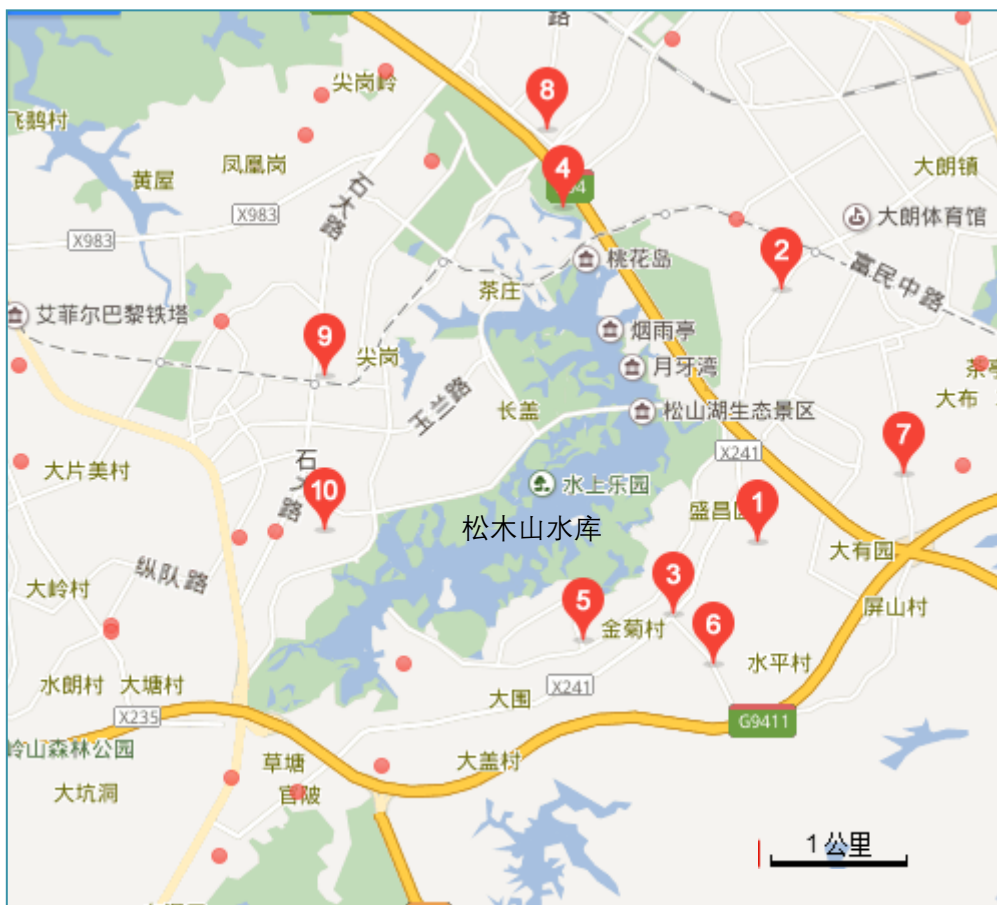 路
尖岗岭
8
飞鹅村
凤凰岗
4
大朗镇
黄屋
石大路
X983
大朗体育馆
X983
2
桃花岛
富民中路
茶庄
艾菲尔巴黎铁塔
烟雨亭
9
尖岗
月牙湾
玉兰路
大布
长盖
松山湖生态景区
7
X241
石大路
大片美村
水上乐园
10
盛昌
1
松木山水库
大有园
纵队路
大岭村
3
屏山村
5
金菊村
6
水平村
水朗村
大塘村
X241
大围
X235
G9411
岭山森林公园
草塘
大盖村
大坑洞
官陂
1公里